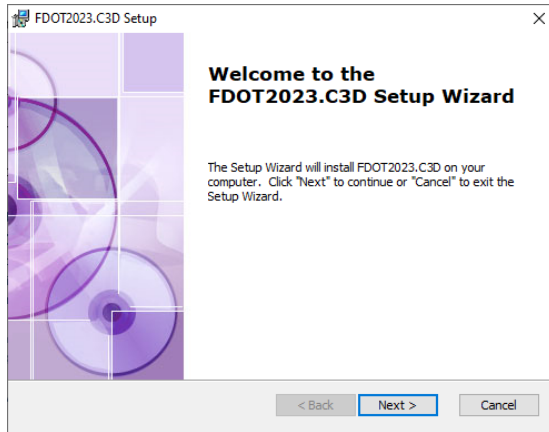 FDOT2023.C3D Setup
Welcome to the
FDOT2023.C3D Setup Wizard
The Setup Wizard will install FDOT2023.C3D on your
computer. Click "Next" to continue or "Cancel" to exit the
Setup Wizard.
< Back Next > Cancel